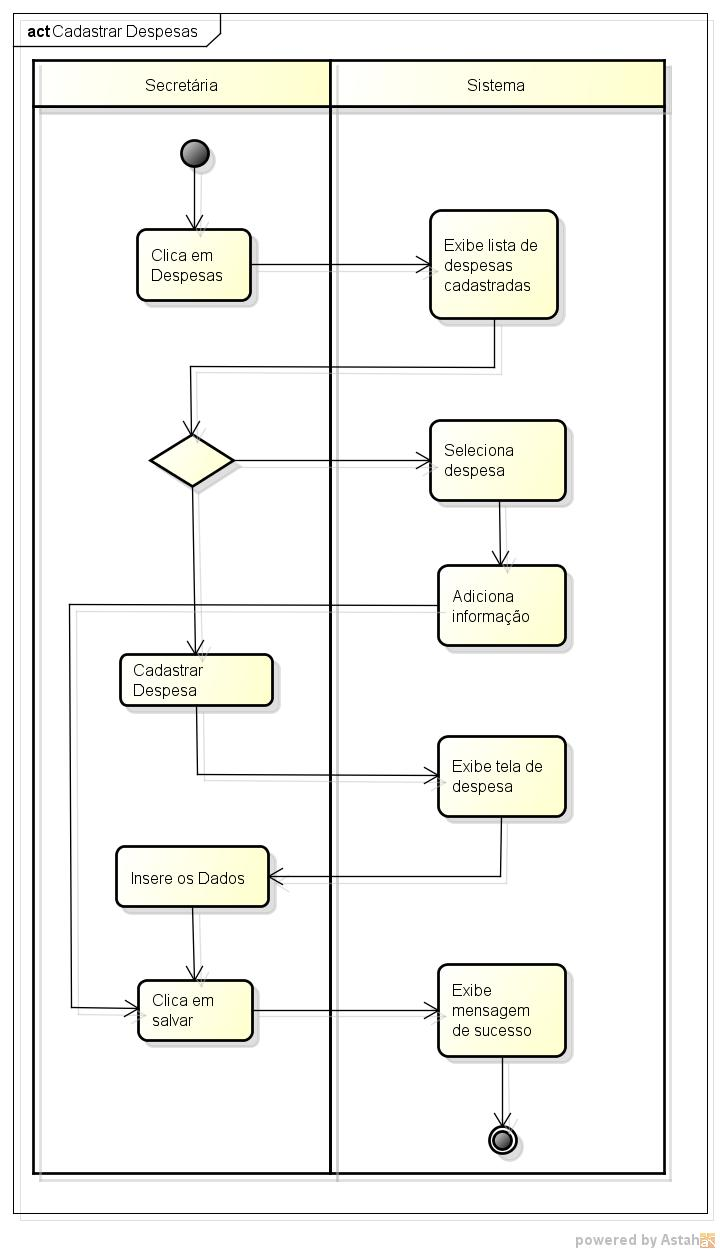 act Cadastrar Despesas
Secretária
Sistema
Clica em
Despesas
Exibe lista de
despesas
cadastradas
Seleciona
despesa
Adiciona
informação
Cadastrar
Despesa
Exibe tela de
despesa
Insere os Dados
Clica em
salvar
Exibe
mensagem
de sucesso
powered by Astah